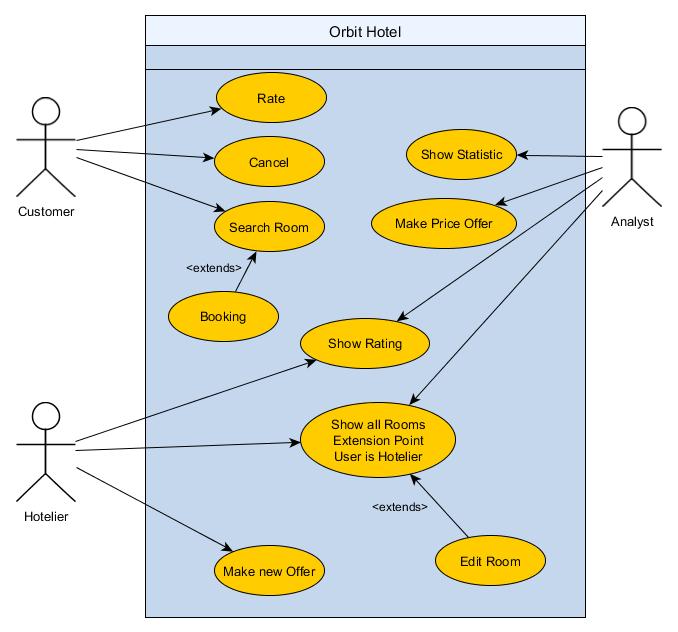 Orbit Hotel
Rate
Cancel
Show Statistic
Customer
Search Room
Make Price Offer
Analyst
<extends>
Booking
Show Rating
Show all Rooms
Extension Point
User is Hotelier
Hotelier
<extends>
Edit Room
Make new Offer